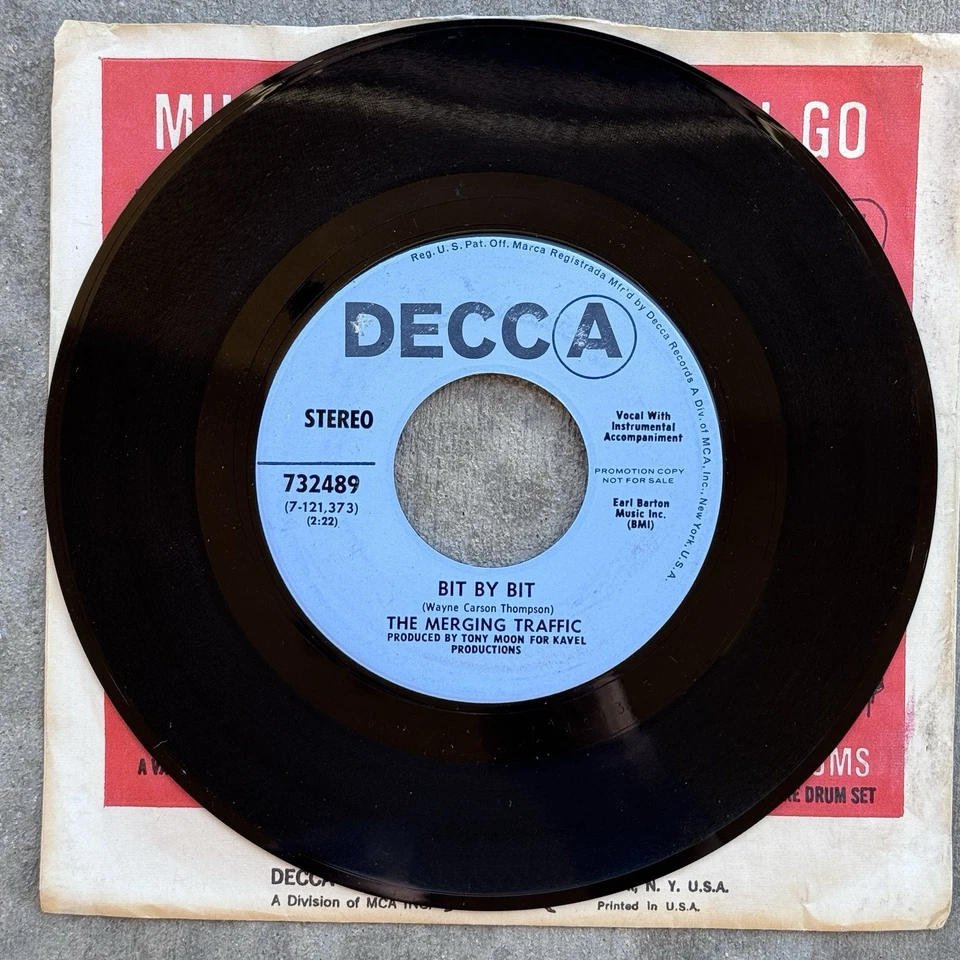 GO
Reg. U.S. Pat. Off. Marca Registrada Mfr'd by Decca Records A Div. of MCA, Inc., New York, U.S.A.
DECCA
STEREO
732489
(7-121,373)
(2:22)
Vocal With
Instrumental
Accompaniment
PROMOTION COPY
NOT FOR SALE
Earl Barton
Music Inc.
(BMI)
BIT BY BIT
(Wayne Carson Thompson)
THE MERGING TRAFFIC
PRODUCED BY TONY MOON FOR KAVEL
PRODUCTIONS
A
DRUM SET
DECCA N. Y. U.S.A.
A Division of MCA INC. Printed in U.S.A.